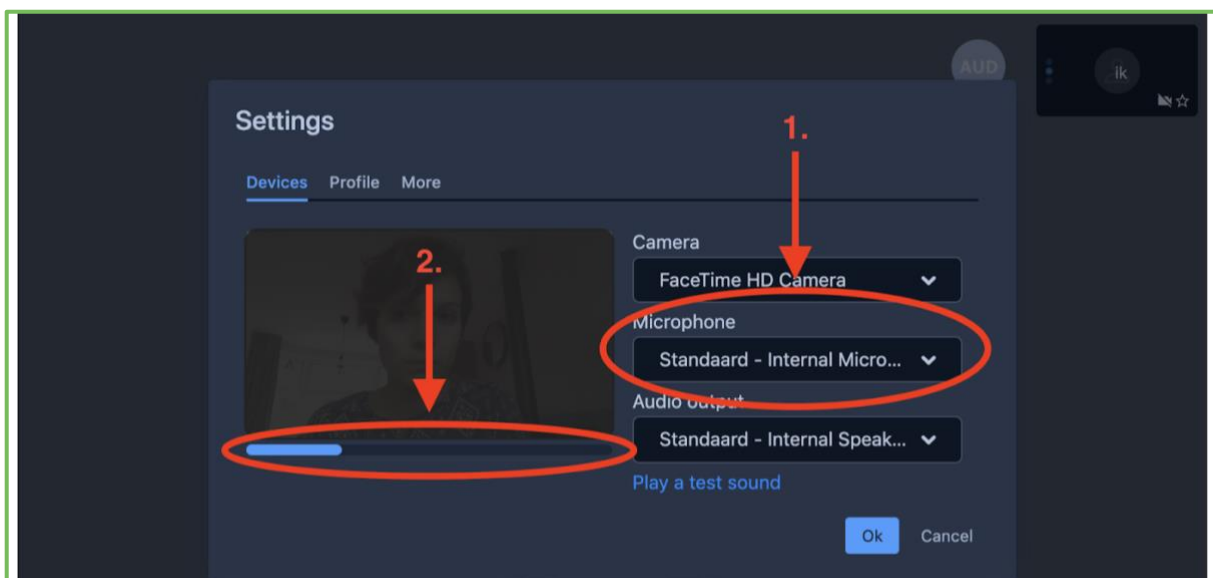 AUD
ik
Settings
1.
Devices Profile More
Camera
2.
FaceTime HD Camera
Microphone
Standaard - Internal Micro...
Audio output
Standaard - Internal Speak...
Play a test sound
Ok Cancel